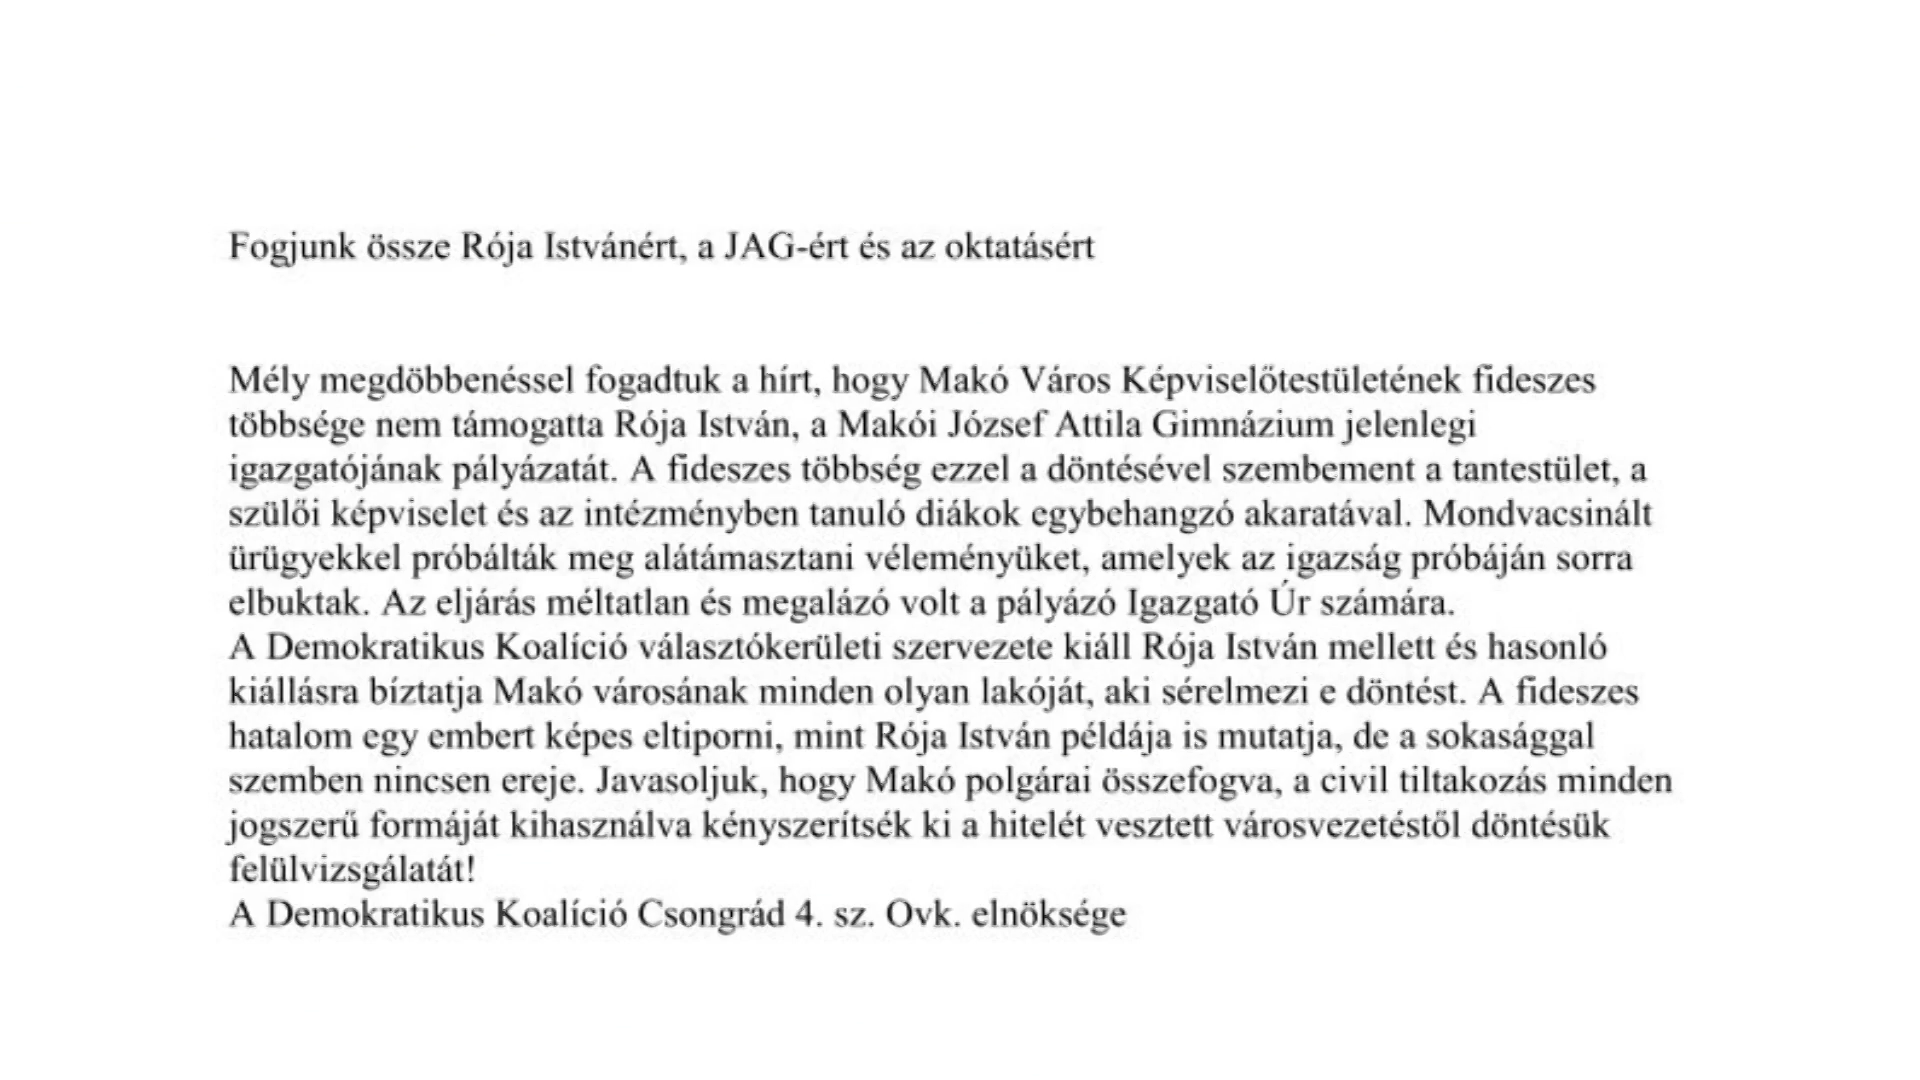 Fogjunk össze Rója Istvánért, a JAG-ért és az oktatásért
Mély megdöbbenéssel fogadtuk a hírt, hogy Makó Város Képviselőtestületének fideszes
többsége nem támogatta Rója István, a Makói József Attila Gimnázium jelenlegi
igazgatójának pályázatát. A fideszes többség ezzel a döntésével szembement a tantestület, a
szülői képviselet és az intézményben tanuló diákok egybehangzó akaratával. Mondvacsinált
ürügyekkel próbálták meg alátámasztani véleményüket, amelyek az igazság próbáján sorra
elbuktak. Az eljárás méltatlan és megalázó volt a pályázó Igazgató Úr számára.
A Demokratikus Koalíció választókerületi szervezete kiáll Rója István mellett és hasonló
kiállásra bíztatja Makó városának minden olyan lakóját, aki sérelmezi e döntést. A fideszes
hatalom egy embert képes eltiporni, mint Rója István példája is mutatja, de a sokasággal
szemben nincsen ereje. Javasoljuk, hogy Makó polgárai összefogva, a civil tiltakozás minden
jogszerű formáját kihasználva kényszerítsék ki a hitelét vesztett városvezetéstől döntésük
felülvizsgálatát!
A Demokratikus Koalíció Csongrád 4. sz. Ovk. elnöksége